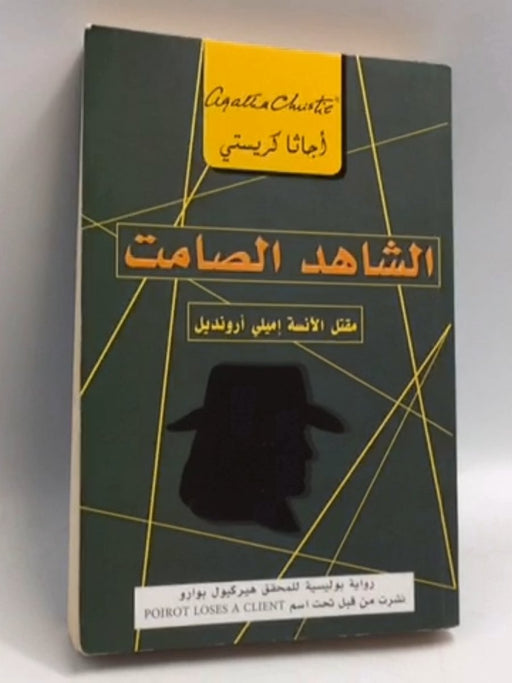 Agatha Christie
أجاثا كريستي
الشاهد الصامت
مقتل الآنسة إميلي أرونديل
رواية بوليسية للمحقق هيركيول بوارو
نشرت من قبل تحت اسم POIROT LOSES A CLIENT